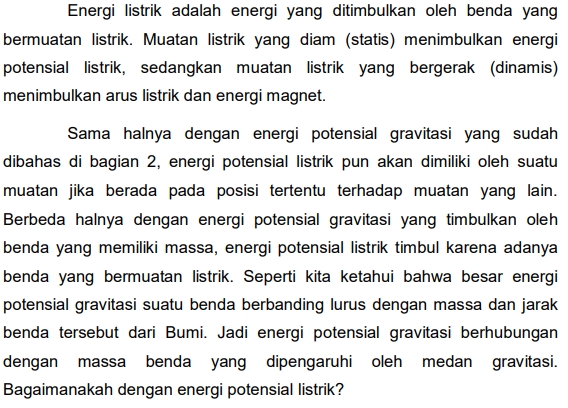 Energi listrik adalah energi yang ditimbulkan oleh benda yang
bermuatan listrik. Muatan listrik yang diam (statis) menimbulkan energi
potensial listrik, sedangkan muatan listrik yang bergerak (dinamis)
menimbulkan arus listrik dan energi magnet.
Sama halnya dengan energi potensial gravitasi yang sudah
dibahas di bagian 2, energi potensial listrik pun akan dimiliki oleh suatu
muatan jika berada pada posisi tertentu terhadap muatan yang lain.
Berbeda halnya dengan energi potensial gravitasi yang timbulkan oleh
benda yang memiliki massa, energi potensial listrik timbul karena adanya
benda yang bermuatan listrik. Seperti kita ketahui bahwa besar energi
potensial gravitasi suatu benda berbanding lurus dengan massa dan jarak
benda tersebut dari Bumi. Jadi energi potensial gravitasi berhubungan
dengan massa benda yang dipengaruhi oleh medan gravitasi.
Bagaimanakah dengan energi potensial listrik?